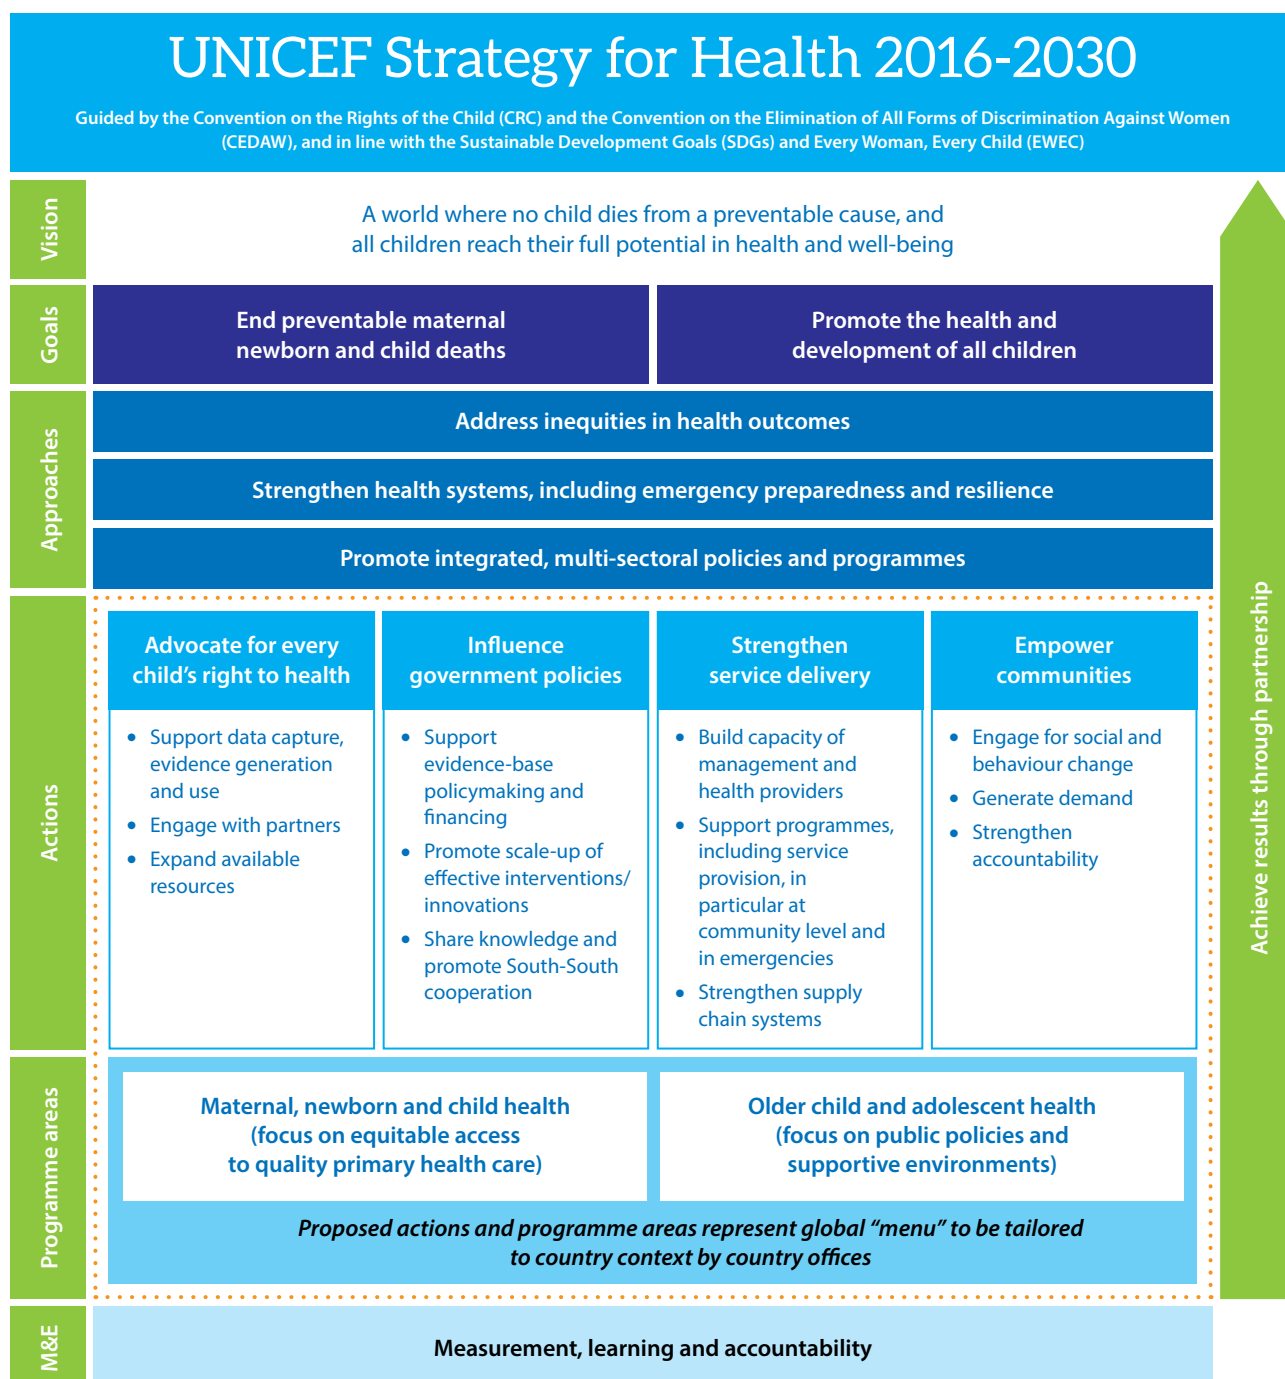 UNICEF Strategy for Health 2016-2030
Guided by the Convention on the Rights of the Child (CRC) and the Convention on the Elimination of All Forms of Discrimination Against Women
(CEDAW), and in line with the Sustainable Development Goals (SDGs) and Every Woman, Every Child (EWEC)
Vision
A world where no child dies from a preventable cause, and
all children reach their full potential in health and well-being
Goals
End preventable maternal
newborn and child deaths
Promote the health and
development of all children
Approaches
Address inequities in health outcomes
Strengthen health systems, including emergency preparedness and resilience
Promote integrated, multi-sectoral policies and programmes
Actions
Advocate for every
child's right to health
• Support data capture,
evidence generation
and use
• Engage with partners
• Expand available
resources
Influence
government policies
• Support
evidence-base
policymaking and
financing
• Promote scale-up of
effective interventions/
innovations
• Share knowledge and
promote South-South
cooperation
Strengthen
service delivery
• Build capacity of
management and
health providers
• Support programmes,
including service
provision, in
particular at
community level and
in emergencies
• Strengthen supply
chain systems
Empower
communities
• Engage for social and
behaviour change
• Generate demand
• Strengthen
accountability
Programme areas
Maternal, newborn and child health
(focus on equitable access
to quality primary health care)
Older child and adolescent health
(focus on public policies and
supportive environments)
Proposed actions and programme areas represent global “menu” to be tailored
to country context by country offices
M&E
Measurement, learning and accountability
Achieve results through partnership